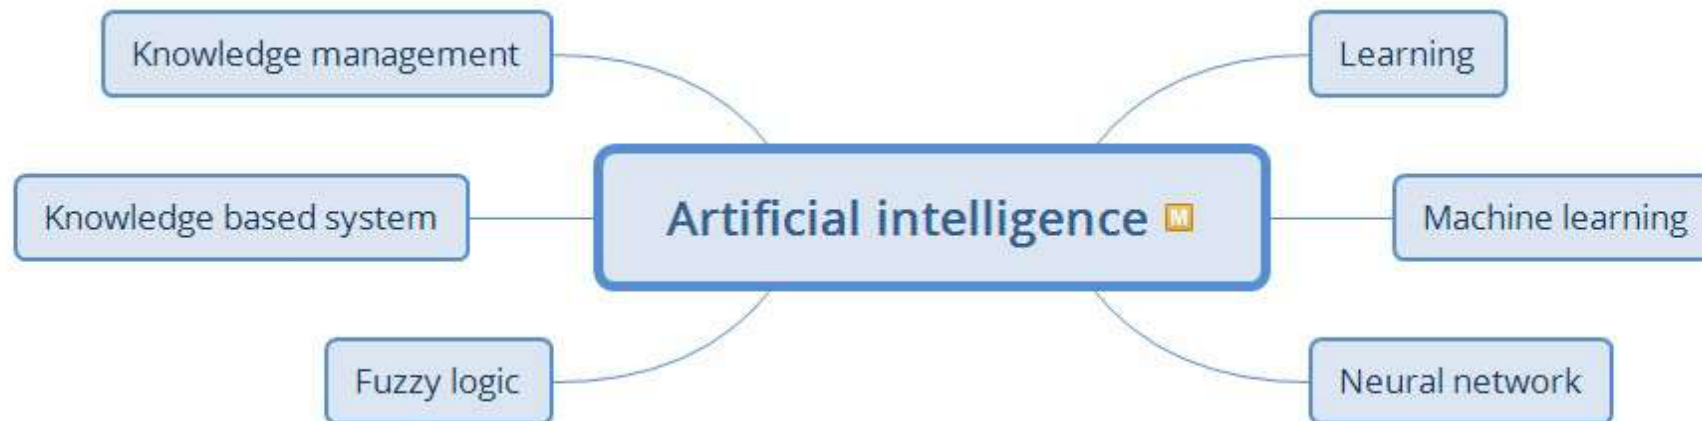 Knowledge management
Learning
Knowledge based system
Artificial intelligence M
Machine learning
Fuzzy logic
Neural network